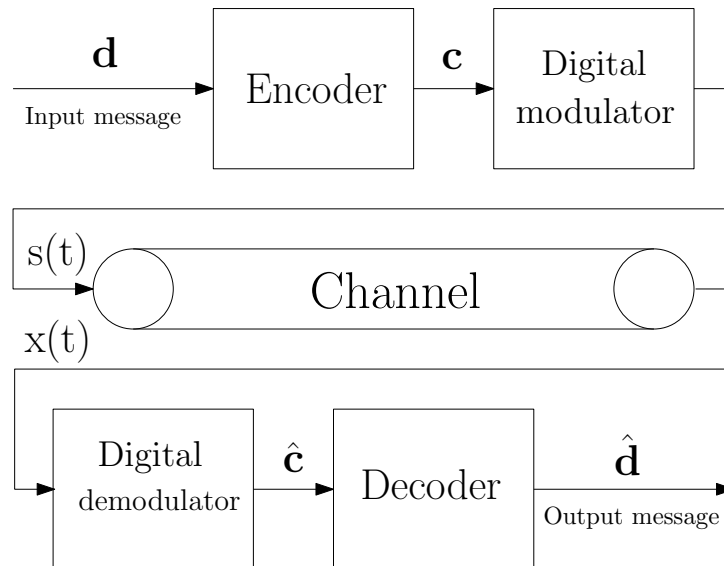 d
Input message
Encoder
c
Digital
modulator
s(t)
Channel
x(t)
Digital
demodulator
ĉ
Decoder
d̂
Output message